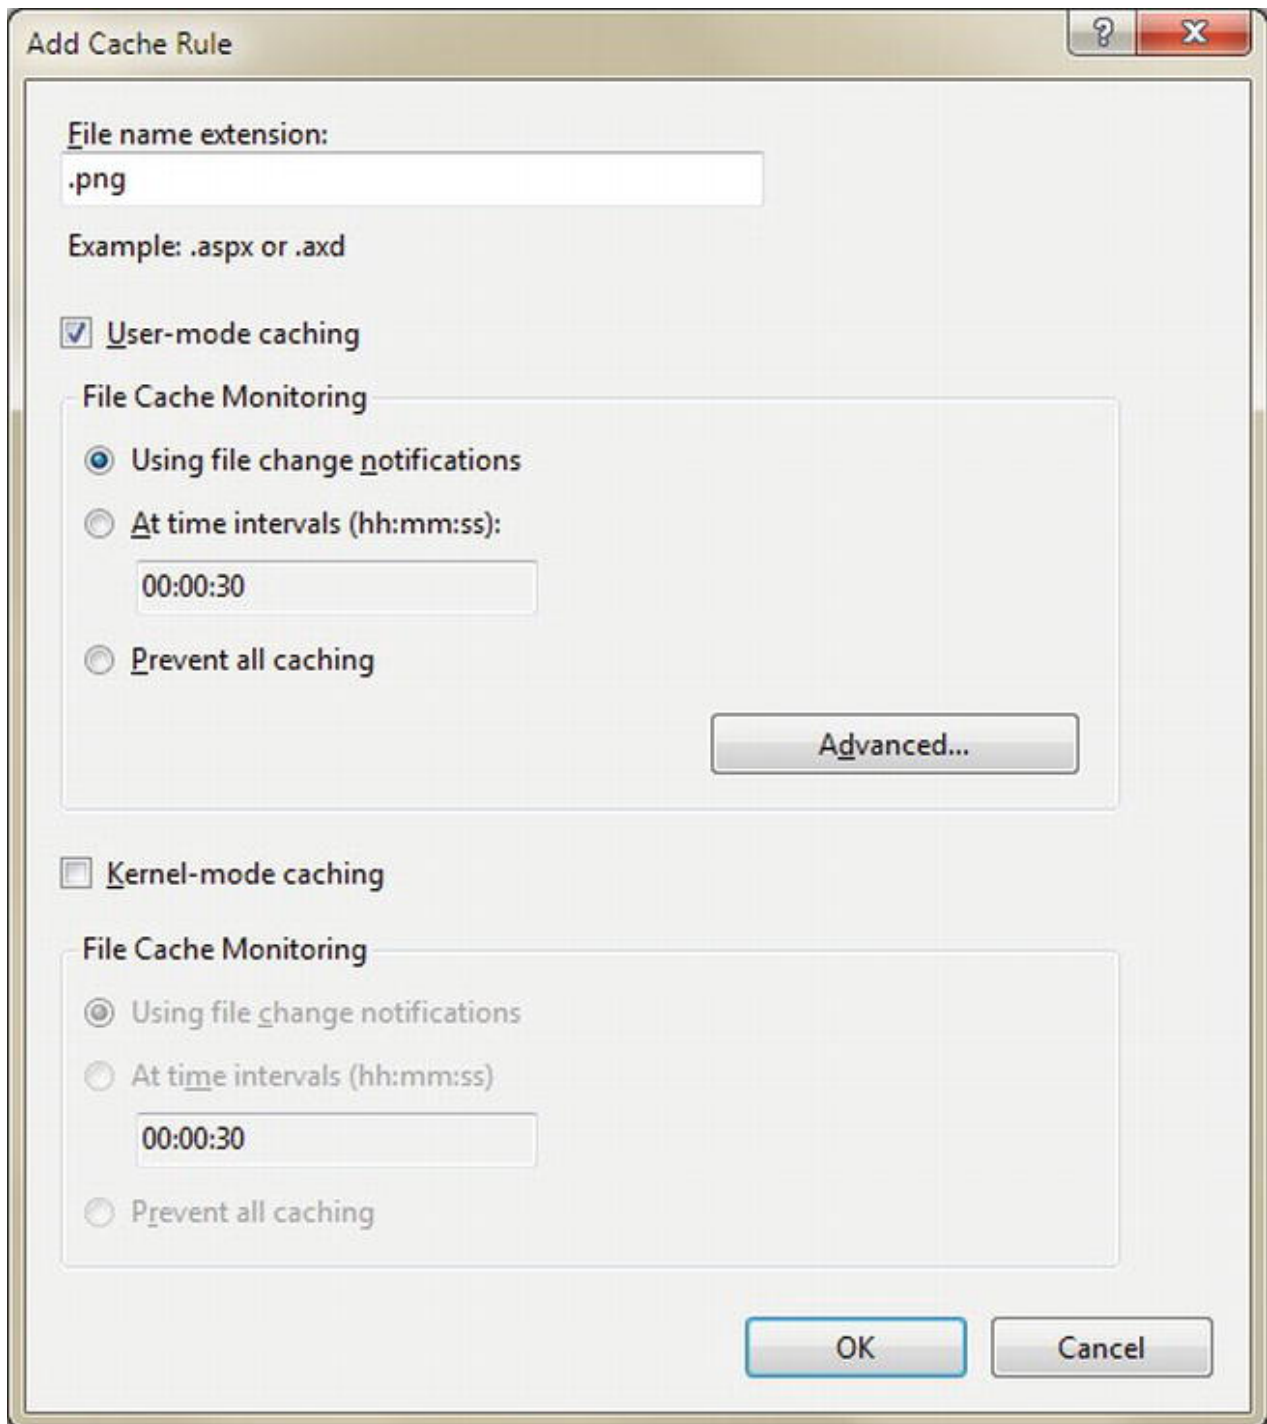 Add Cache Rule
File name extension:
.png
Example: .aspx or .axd
User-mode caching
File Cache Monitoring
Using file change notifications
At time intervals (hh:mm:ss):
00:00:30
Prevent all caching
Advanced...
Kernel-mode caching
File Cache Monitoring
Using file change notifications
At time intervals (hh:mm:ss)
00:00:30
Prevent all caching
OK Cancel